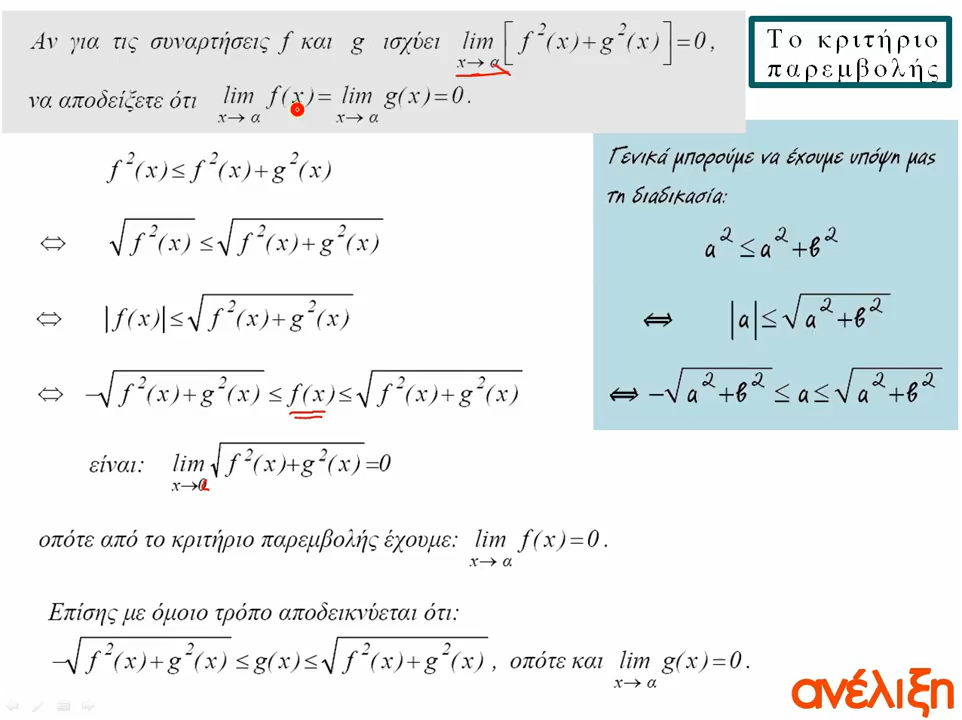 Αν για τις συναρτήσεις f και g ισχύει lim x→α [f²(x)+g²(x)]=0,
να αποδείξετε ότι lim x→α f(x)= lim x→α g(x)=0.
Το κριτήριο
παρεμβολής
f²(x)≤f²(x)+g²(x)
⇔ √f²(x) ≤ √f²(x)+g²(x)
⇔ |f(x)|≤√f²(x)+g²(x)
⇔ −√f²(x)+g²(x) ≤ f(x) ≤ √f²(x)+g²(x)
είναι: lim x→α √f²(x)+g²(x)=0
οπότε από το κριτήριο παρεμβολής έχουμε: lim x→α f(x)=0.
Επίσης με όμοιο τρόπο αποδεικνύεται ότι:
−√f²(x)+g²(x) ≤ g(x) ≤ √f²(x)+g²(x), οπότε και lim x→α g(x)=0.
Γενικά μπορούμε να έχουμε υπόψη μας
τη διαδικασία:
α² ≤ α²+β²
⇔ |α| ≤ √α²+β²
⇔ −√α²+β² ≤ α ≤ √α²+β²
ανέλιξη